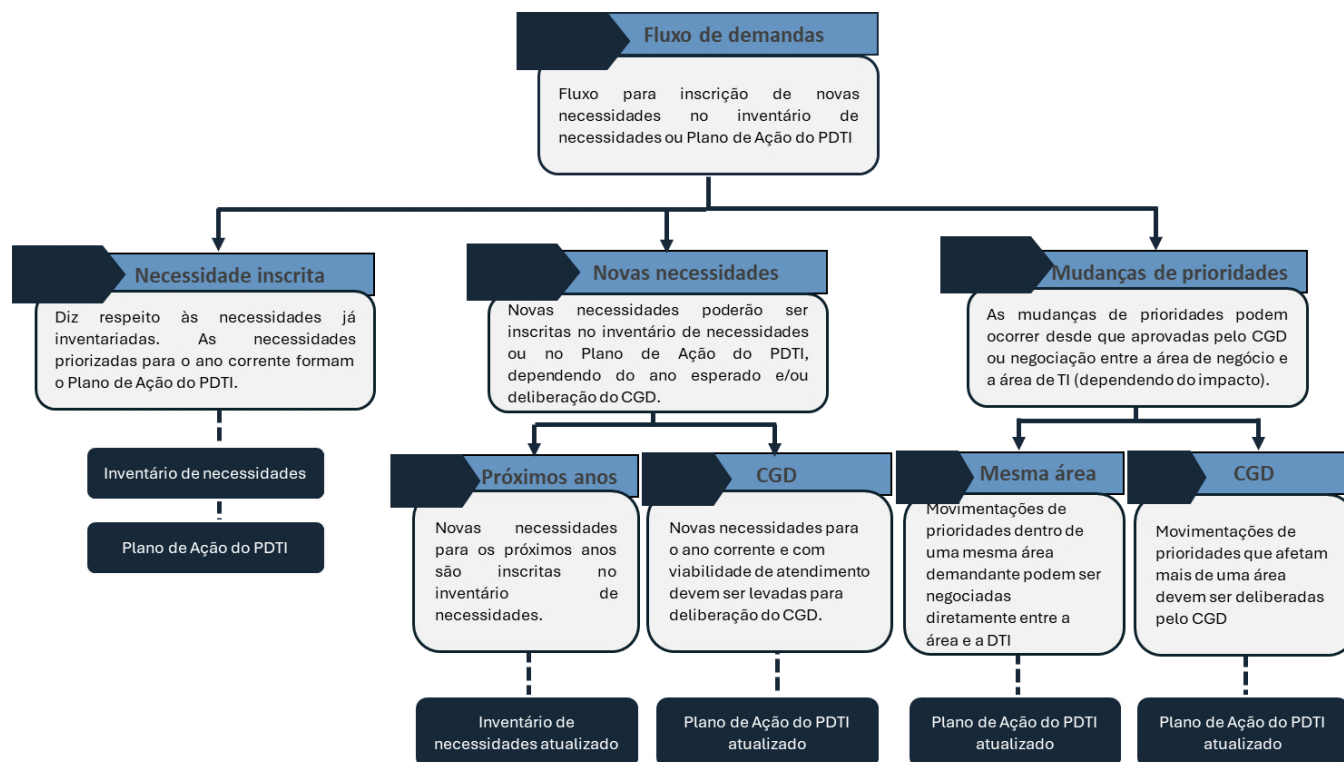 Fluxo de demandas
Fluxo para inscrição de novas
necessidades no inventário de
necessidades ou Plano de Ação do PDTI
Necessidade inscrita
Diz respeito às necessidades já
inventariadas. As necessidades
priorizadas para o ano corrente formam
o Plano de Ação do PDTI.
Inventário de necessidades
Plano de Ação do PDTI
Novas necessidades
Novas necessidades poderão ser
inscritas no inventário de necessidades
ou no Plano de Ação do PDTI,
dependendo do ano esperado e/ou
deliberação do CGD.
Próximos anos
Novas necessidades
para os próximos anos
são inscritas no
inventário de
necessidades.
Inventário de
necessidades atualizado
CGD
Novas necessidades para
o ano corrente e com
viabilidade de atendimento
devem ser levadas para
deliberação do CGD.
Plano de Ação do PDTI
atualizado
Mudanças de prioridades
As mudanças de prioridades podem
ocorrer desde que aprovadas pelo CGD
ou negociação entre a área de negócio e
a área de TI (dependendo do impacto).
Mesma área
Movimentações de
prioridades dentro de
uma mesma área
demandante podem ser
negociadas
diretamente entre a
área e a DTI
Plano de Ação do PDTI
atualizado
CGD
Movimentações de
prioridades que afetam
mais de uma área
devem ser deliberadas
pelo CGD
Plano de Ação do PDTI
atualizado